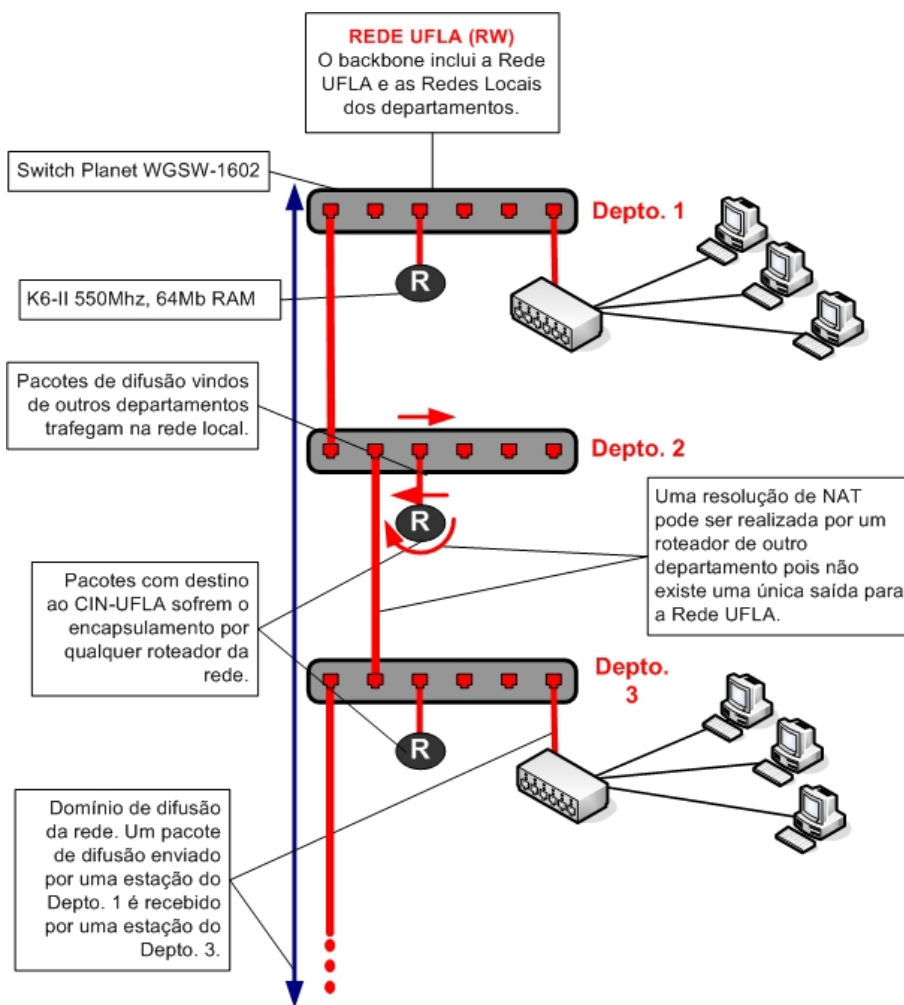 REDE UFLA (RW)
O backbone inclui a Rede
UFLA e as Redes Locais
dos departamentos.
Switch Planet WGSW-1602
Depto. 1
R
K6-II 550Mhz, 64Mb RAM
Pacotes de difusão vindos
de outros departamentos
trafegam na rede local.
Depto. 2
R
Uma resolução de NAT
pode ser realizada por um
roteador de outro
departamento pois não
existe uma única saída para
a Rede UFLA.
Pacotes com destino
ao CIN-UFLA sofrem o
encapsulamento por
qualquer roteador da
rede.
Depto.
3
R
Domínio de difusão
da rede. Um pacote
de difusão enviado
por uma estação do
Depto. 1 é recebido
por uma estação do
Depto. 3.